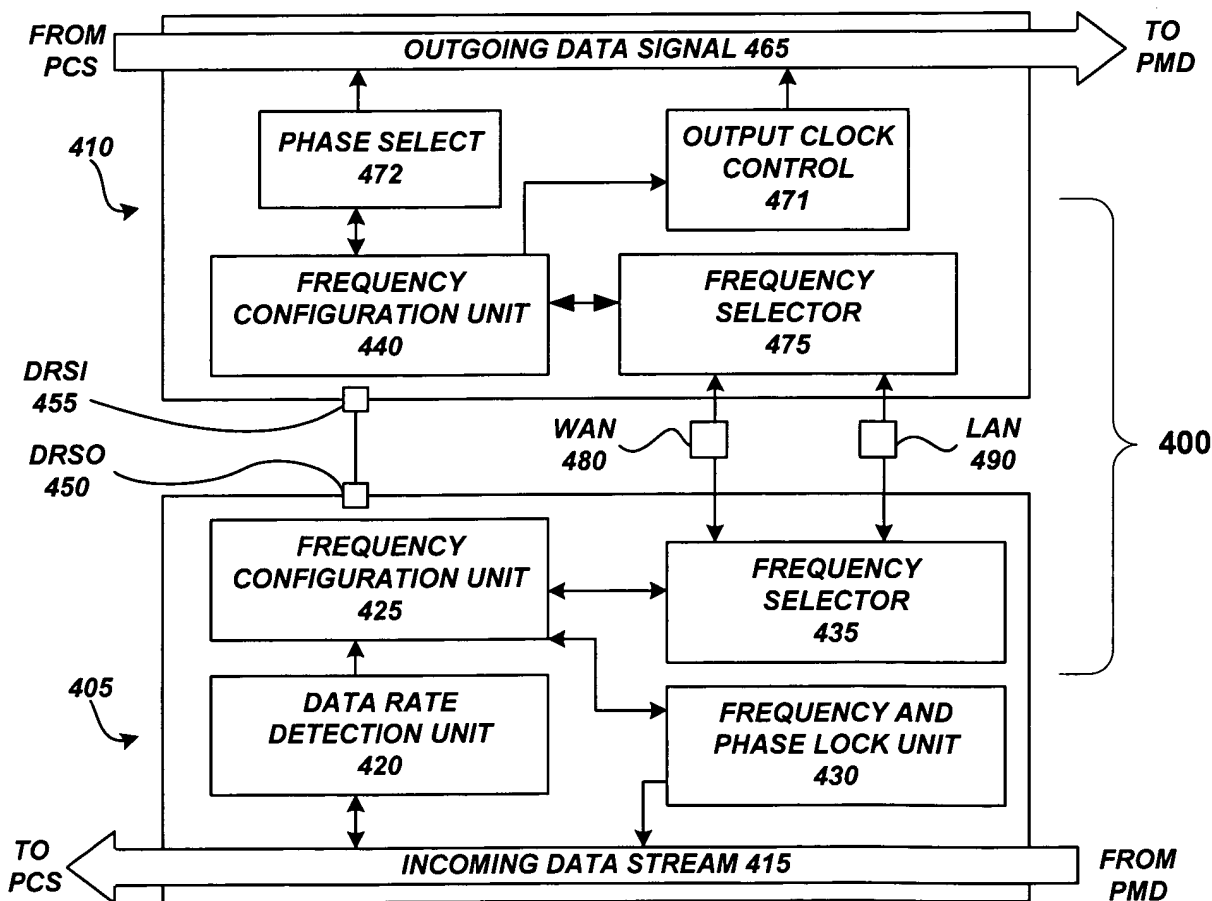 FROM
PCS
OUTGOING DATA SIGNAL 465
TO
PMD
410
PHASE SELECT
472
OUTPUT CLOCK
CONTROL
471
FREQUENCY
CONFIGURATION UNIT
440
FREQUENCY
SELECTOR
475
DRSI
455
DRSO
450
WAN
480
LAN
490
400
FREQUENCY
CONFIGURATION UNIT
425
FREQUENCY
SELECTOR
435
405
DATA RATE
DETECTION UNIT
420
FREQUENCY AND
PHASE LOCK UNIT
430
TO
PCS
INCOMING DATA STREAM 415
FROM
PMD